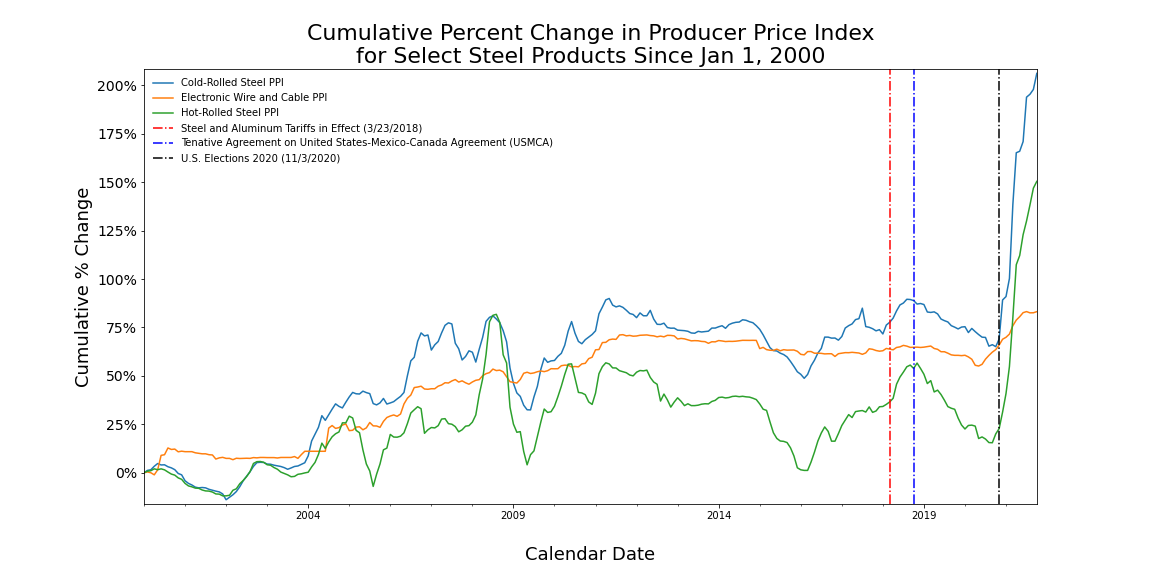 Cumulative Percent Change in Producer Price Index
for Select Steel Products Since Jan 1, 2000
Cold-Rolled Steel PPI
Electronic Wire and Cable PPI
Hot-Rolled Steel PPI
Steel and Aluminum Tariffs in Effect (3/23/2018)
Tenative Agreement on United States-Mexico-Canada Agreement (USMCA)
U.S. Elections 2020 (11/3/2020)
Cumulative % Change
200%
175%
150%
125%
100%
75%
50%
25%
0%
2004
2009
2014
2019
Calendar Date